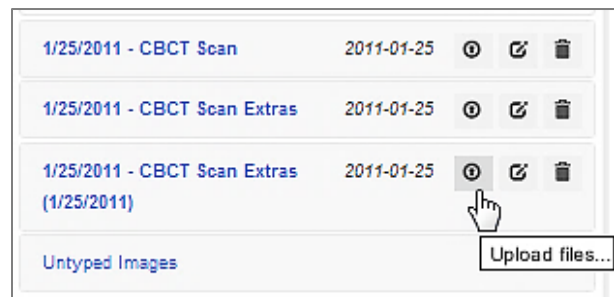 1/25/2011 - CBCT Scan 2011-01-25
1/25/2011 - CBCT Scan Extras 2011-01-25
1/25/2011 - CBCT Scan Extras 2011-01-25
(1/25/2011)
Upload files...
Untyped Images